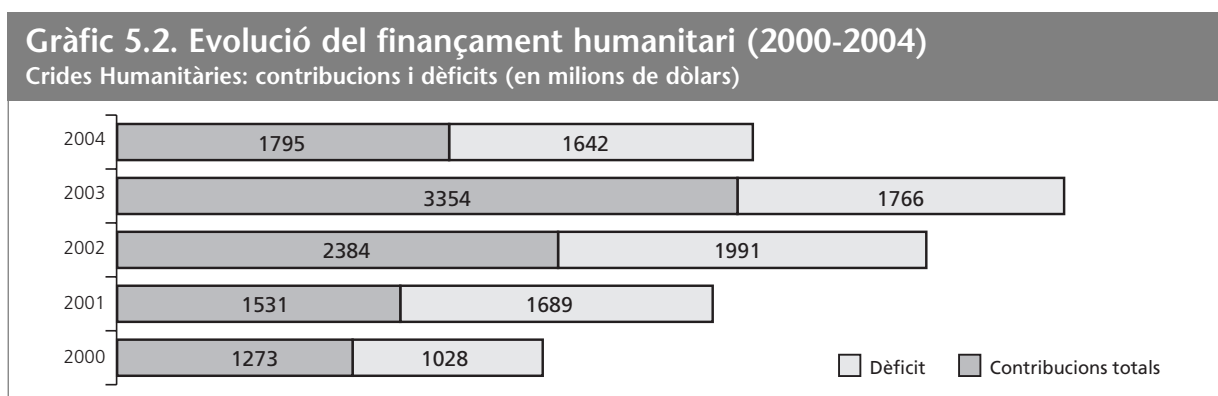 Gràfic 5.2. Evolució del finançament humanitari (2000-2004)
Crides Humanitàries: contribucions i dèficits (en milions de dòlars)
2004 1795 1642
2003 3354 1766
2002 2384 1991
2001 1531 1689
2000 1273 1028
Dèficit Contribucions totals